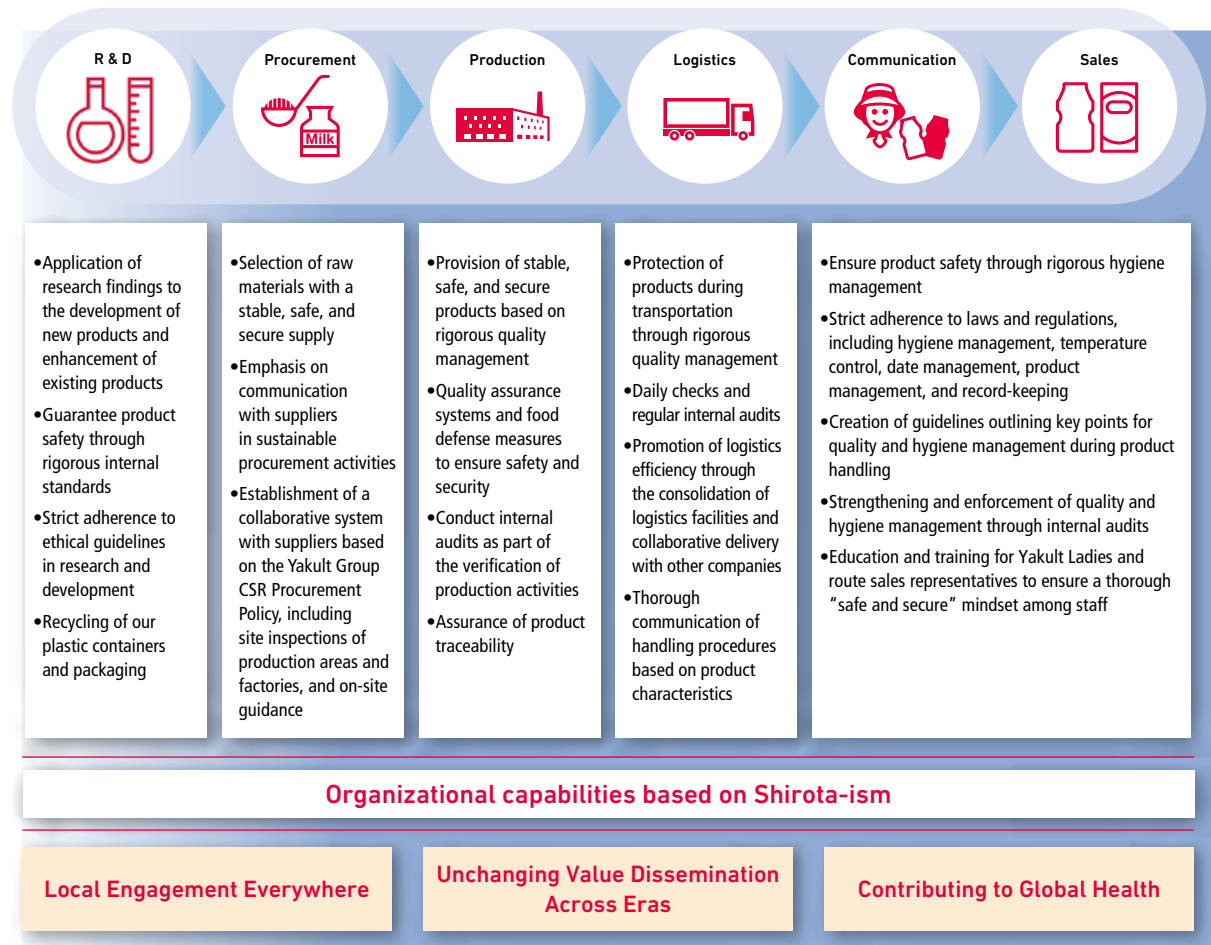 R & D
Procurement
Production
Logistics
Communication
Sales
Milk
•Application of
research findings to
the development of
new products and
enhancement of
existing products
•Guarantee product
safety through
rigorous internal
standards
•Strict adherence to
ethical guidelines
in research and
development
•Recycling of our
plastic containers
and packaging
•Selection of raw
materials with a
stable, safe, and
secure supply
•Emphasis on
communication
with suppliers
in sustainable
procurement activities
•Establishment of a
collaborative system
with suppliers based
on the Yakult Group
CSR Procurement
Policy, including
site inspections of
production areas and
factories, and on-site
guidance
•Provision of stable,
safe, and secure
products based on
rigorous quality
management
•Quality assurance
systems and food
defense measures
to ensure safety and
security
•Conduct internal
audits as part of
the verification of
production activities
•Assurance of product
traceability
•Protection of
products during
transportation
through rigorous
quality management
•Daily checks and
regular internal audits
•Promotion of logistics
efficiency through
the consolidation of
logistics facilities and
collaborative delivery
with other companies
•Thorough
communication of
handling procedures
based on product
characteristics
•Ensure product safety through rigorous hygiene
management
•Strict adherence to laws and regulations,
including hygiene management, temperature
control, date management, product
management, and record-keeping
•Creation of guidelines outlining key points for
quality and hygiene management during product
handling
•Strengthening and enforcement of quality and
hygiene management through internal audits
•Education and training for Yakult Ladies and
route sales representatives to ensure a thorough
“safe and secure” mindset among staff
Organizational capabilities based on Shirota-ism
Local Engagement Everywhere
Unchanging Value Dissemination
Across Eras
Contributing to Global Health